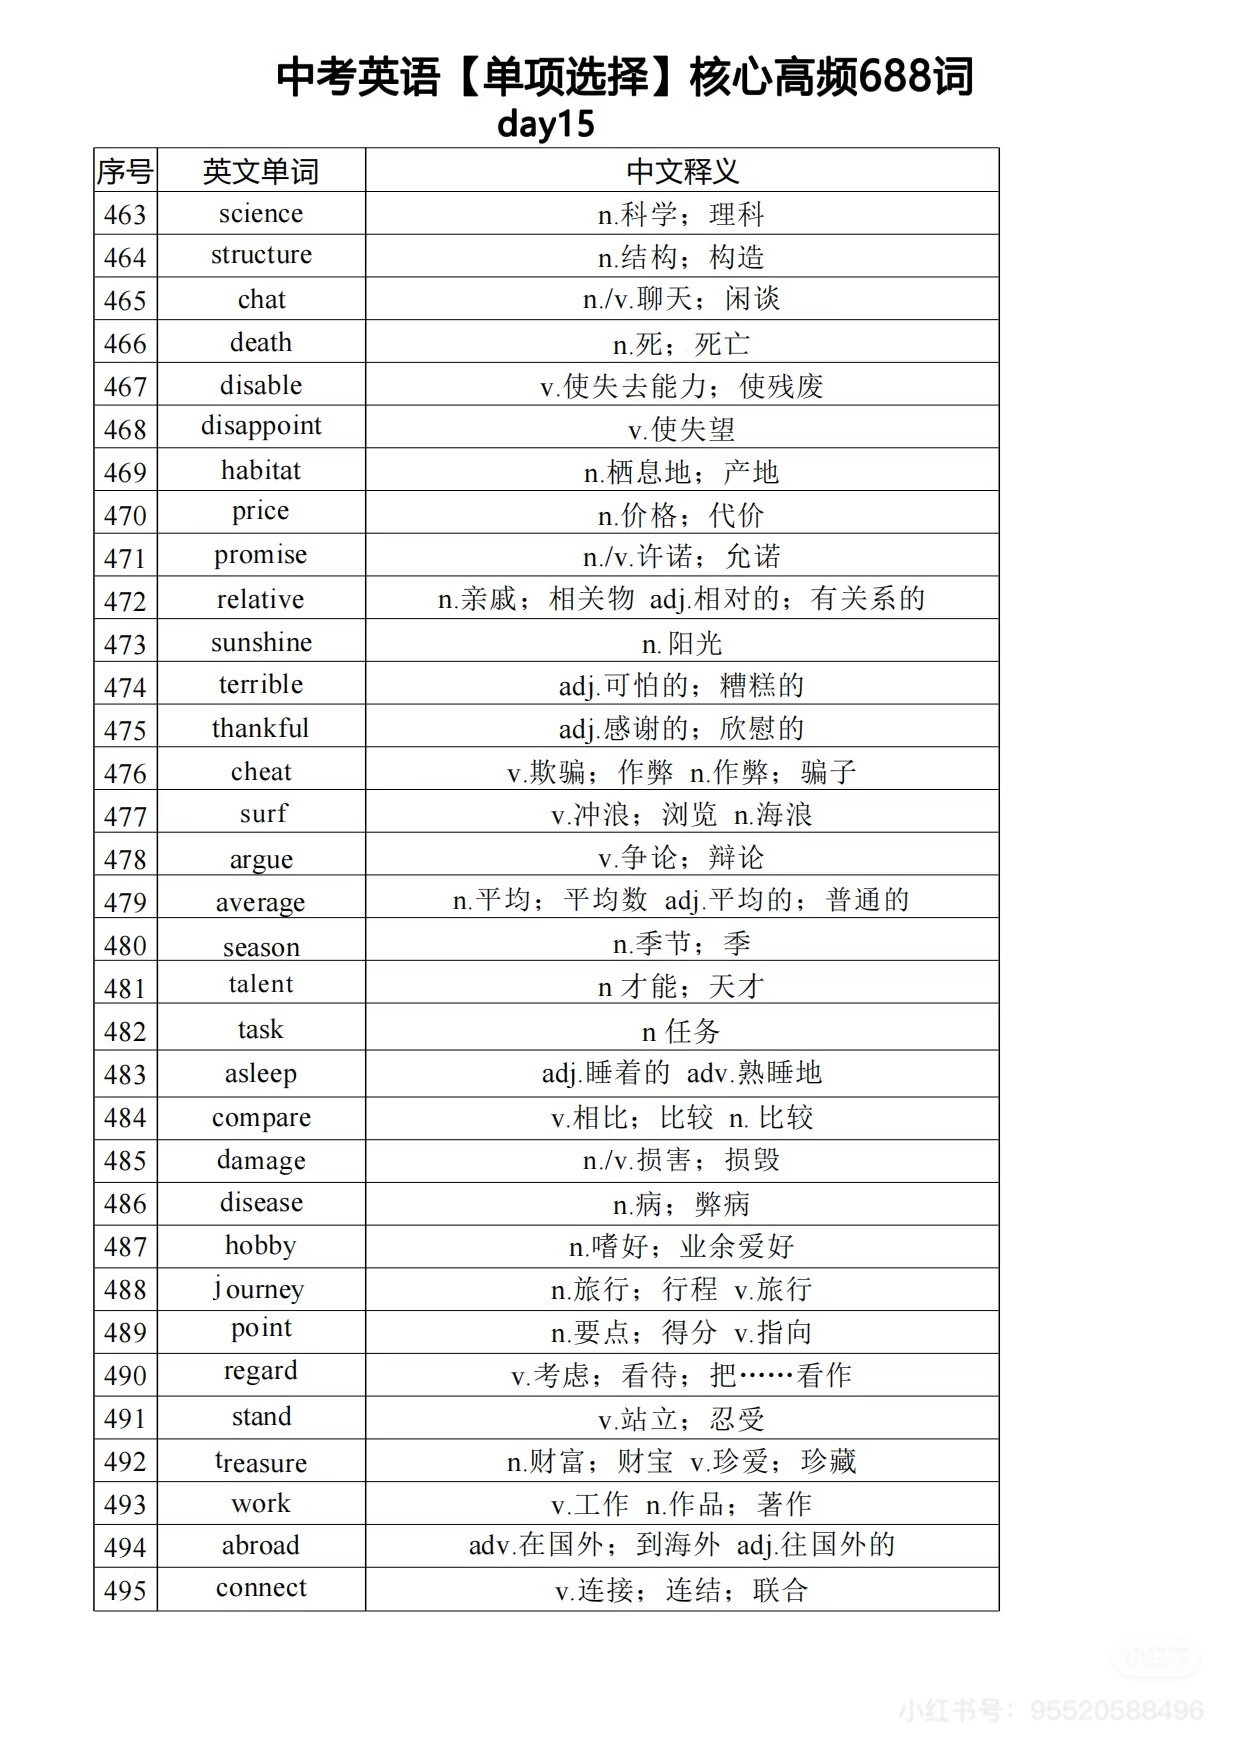 中考英语【单项选择】核心高频688词
day15
序号 英文单词 中文释义
463 science n.科学；理科
464 structure n.结构；构造
465 chat n./v.聊天；闲谈
466 death n.死；死亡
467 disable v.使失去能力；使残废
468 disappoint v.使失望
469 habitat n.栖息地；产地
470 price n.价格；代价
471 promise n./v.许诺；允诺
472 relative n.亲戚；相关物 adj.相对的；有关系的
473 sunshine n.阳光
474 terrible adj.可怕的；糟糕的
475 thankful adj.感谢的；欣慰的
476 cheat v.欺骗；作弊 n.作弊；骗子
477 surf v.冲浪；浏览 n.海浪
478 argue v.争论；辩论
479 average n.平均；平均数 adj.平均的；普通的
480 season n.季节；季
481 talent n 才能；天才
482 task n 任务
483 asleep adj.睡着的 adv.熟睡地
484 compare v.相比；比较 n. 比较
485 damage n./v.损害；损毁
486 disease n.病；弊病
487 hobby n.嗜好；业余爱好
488 journey n.旅行；行程 v.旅行
489 point n.要点；得分 v.指向
490 regard v.考虑；看待；把……看作
491 stand v.站立；忍受
492 treasure n.财富；财宝 v.珍爱；珍藏
493 work v.工作 n.作品；著作
494 abroad adv.在国外；到海外 adj.往国外的
495 connect v.连接；连结；联合
小红书
小红书号：95520588496